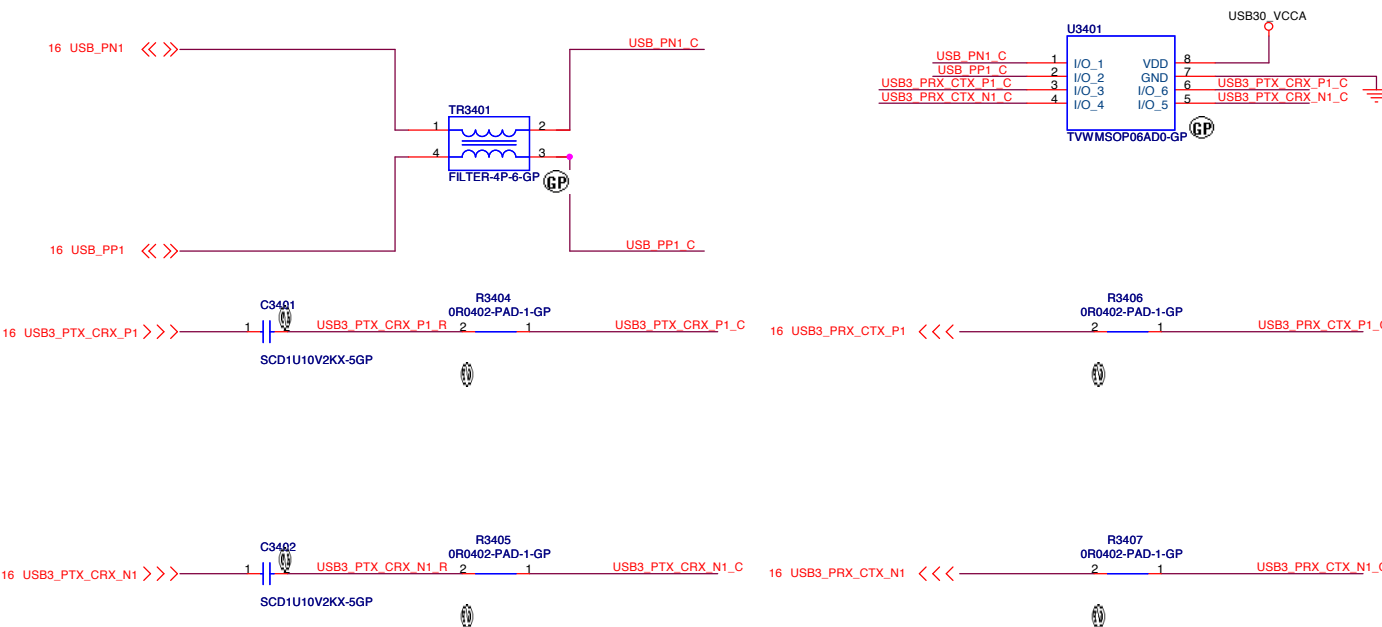 USB30_VCCA
16 USB_PN1
USB_PN1_C
TR3401
1
2
4
3
FILTER-4P-6-GP
GP
16 USB_PP1
USB_PP1_C
U3401
USB_PN1_C 1 I/O_1 VDD 8
USB_PP1_C 2 I/O_2 GND 7
USB3_PRX_CTX_P1_C 3 I/O_3 I/O_6 6 USB3_PTX_CRX_P1_C
USB3_PRX_CTX_N1_C 4 I/O_4 I/O_5 5 USB3_PTX_CRX_N1_C
TVWMSOP06AD0-GP
GP
C3401
R3404
0R0402-PAD-1-GP
16 USB3_PTX_CRX_P1 1 2 USB3_PTX_CRX_P1_R 2 1 USB3_PTX_CRX_P1_C
SCD1U10V2KX-5GP
R3406
0R0402-PAD-1-GP
16 USB3_PRX_CTX_P1 2 1 USB3_PRX_CTX_P1_C
C3402
R3405
0R0402-PAD-1-GP
16 USB3_PTX_CRX_N1 1 2 USB3_PTX_CRX_N1_R 2 1 USB3_PTX_CRX_N1_C
SCD1U10V2KX-5GP
R3407
0R0402-PAD-1-GP
16 USB3_PRX_CTX_N1 2 1 USB3_PRX_CTX_N1_C